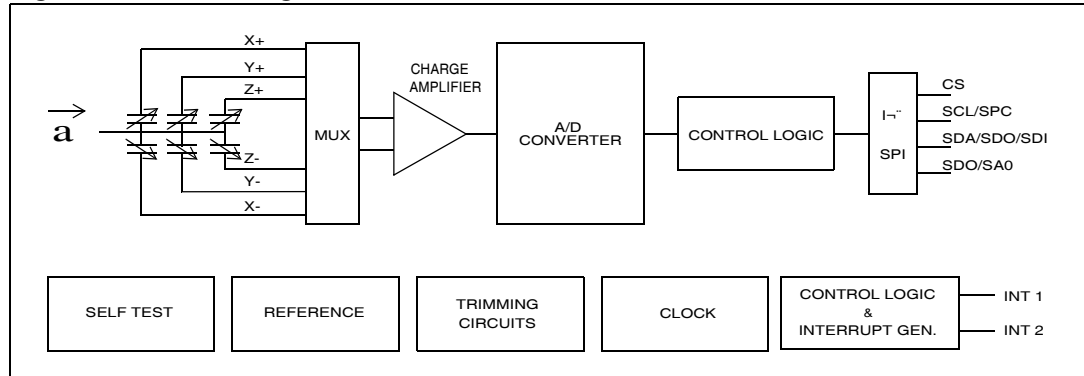 X+
Y+
Z+
a
Z-
Y-
X-
MUX
CHARGE
AMPLIFIER
A/D
CONVERTER
CONTROL LOGIC
I¬¨
SPI
CS
SCL/SPC
SDA/SDO/SDI
SDO/SA0
SELF TEST
REFERENCE
TRIMMING
CIRCUITS
CLOCK
CONTROL LOGIC
&
INTERRUPT GEN.
INT 1
INT 2